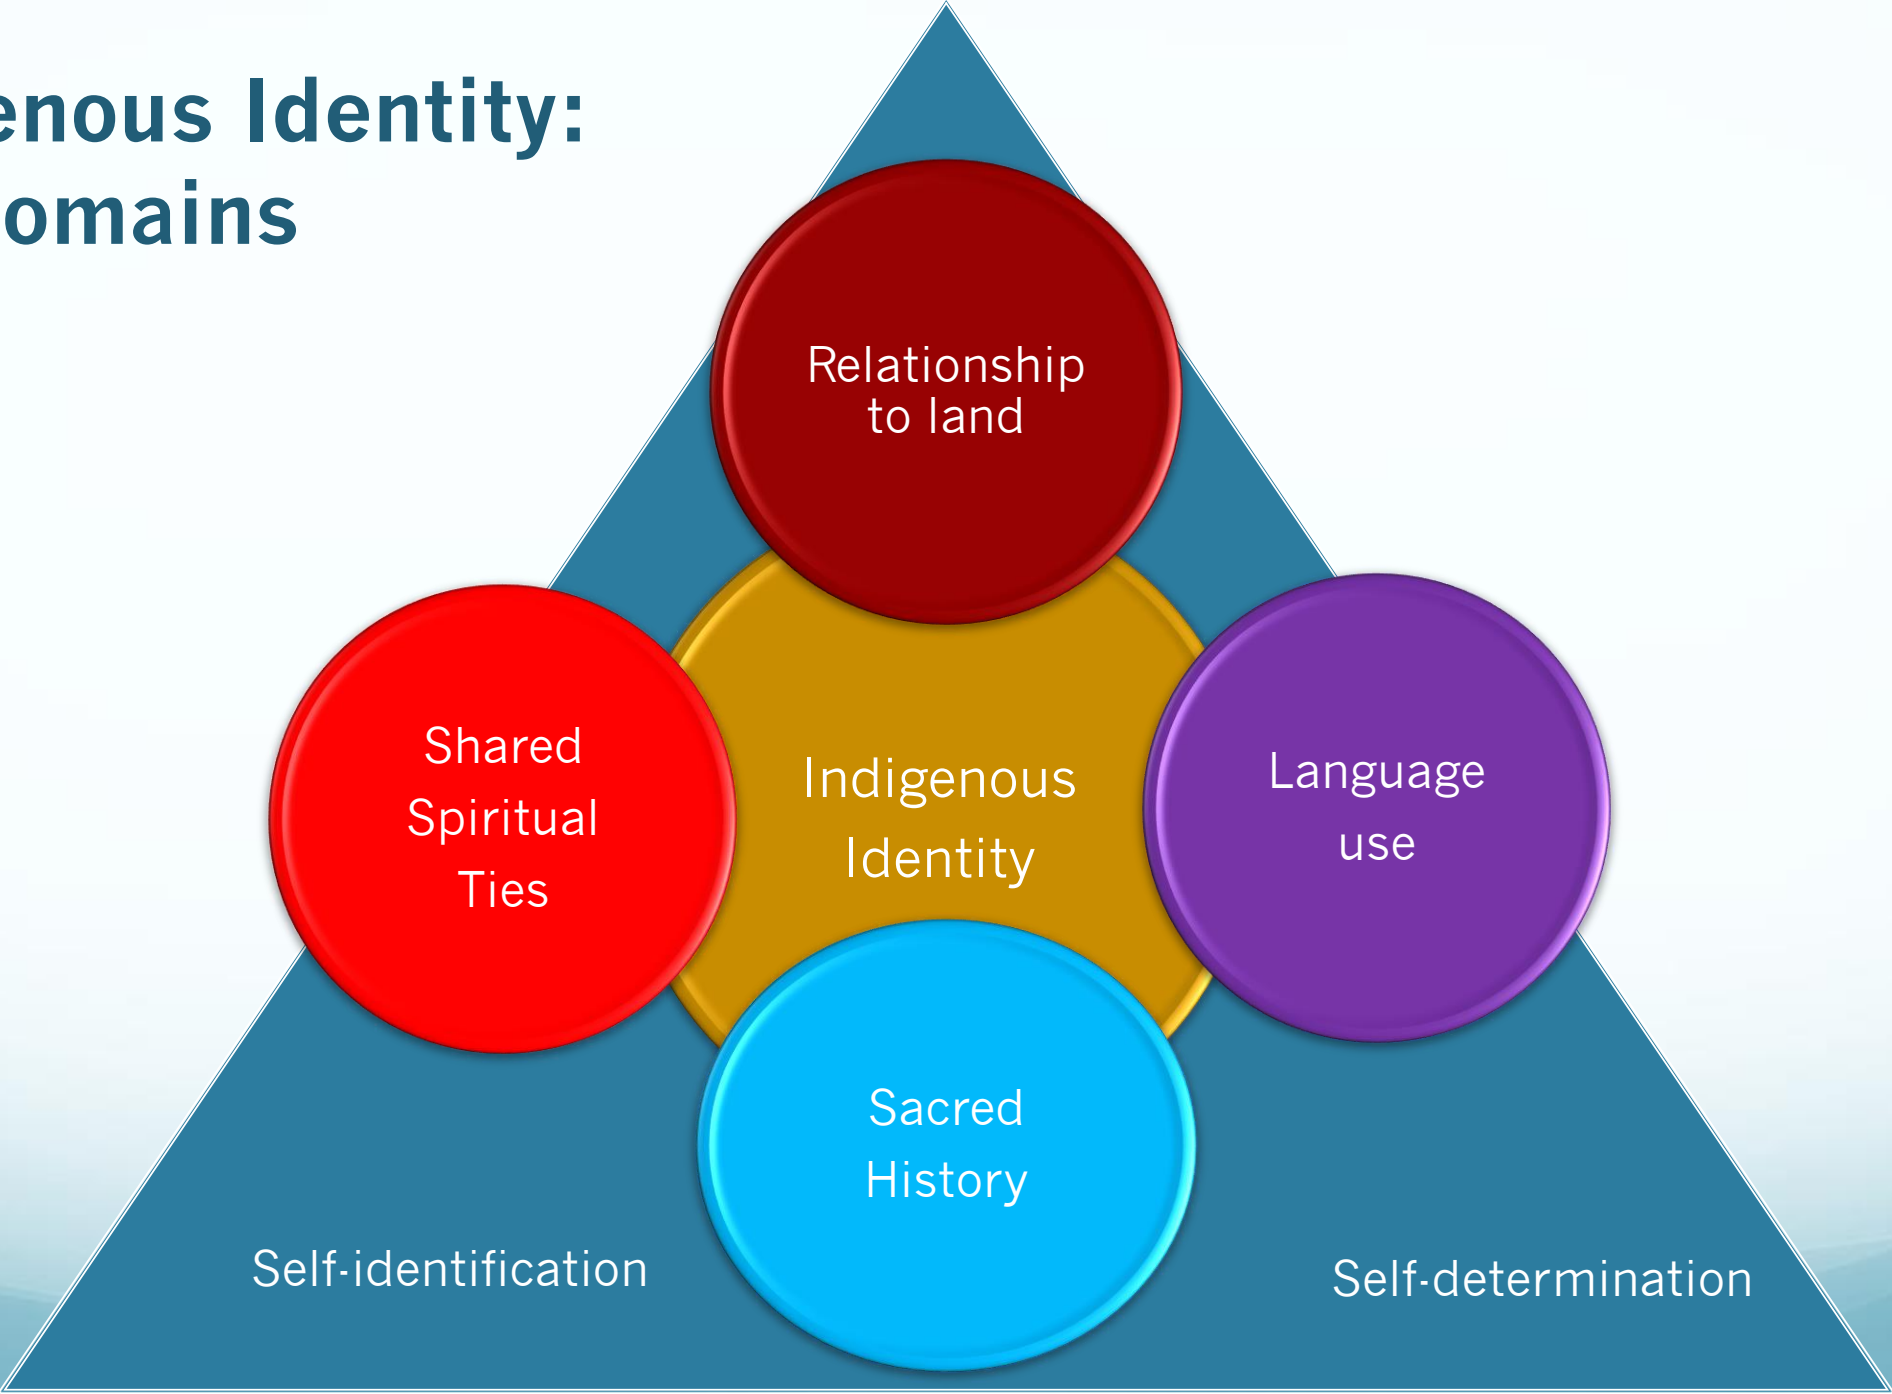 enous Identity:
omains
Relationship
to land
Shared
Spiritual
Ties
Indigenous
Identity
Language
use
Sacred
History
Self-identification
Self-determination